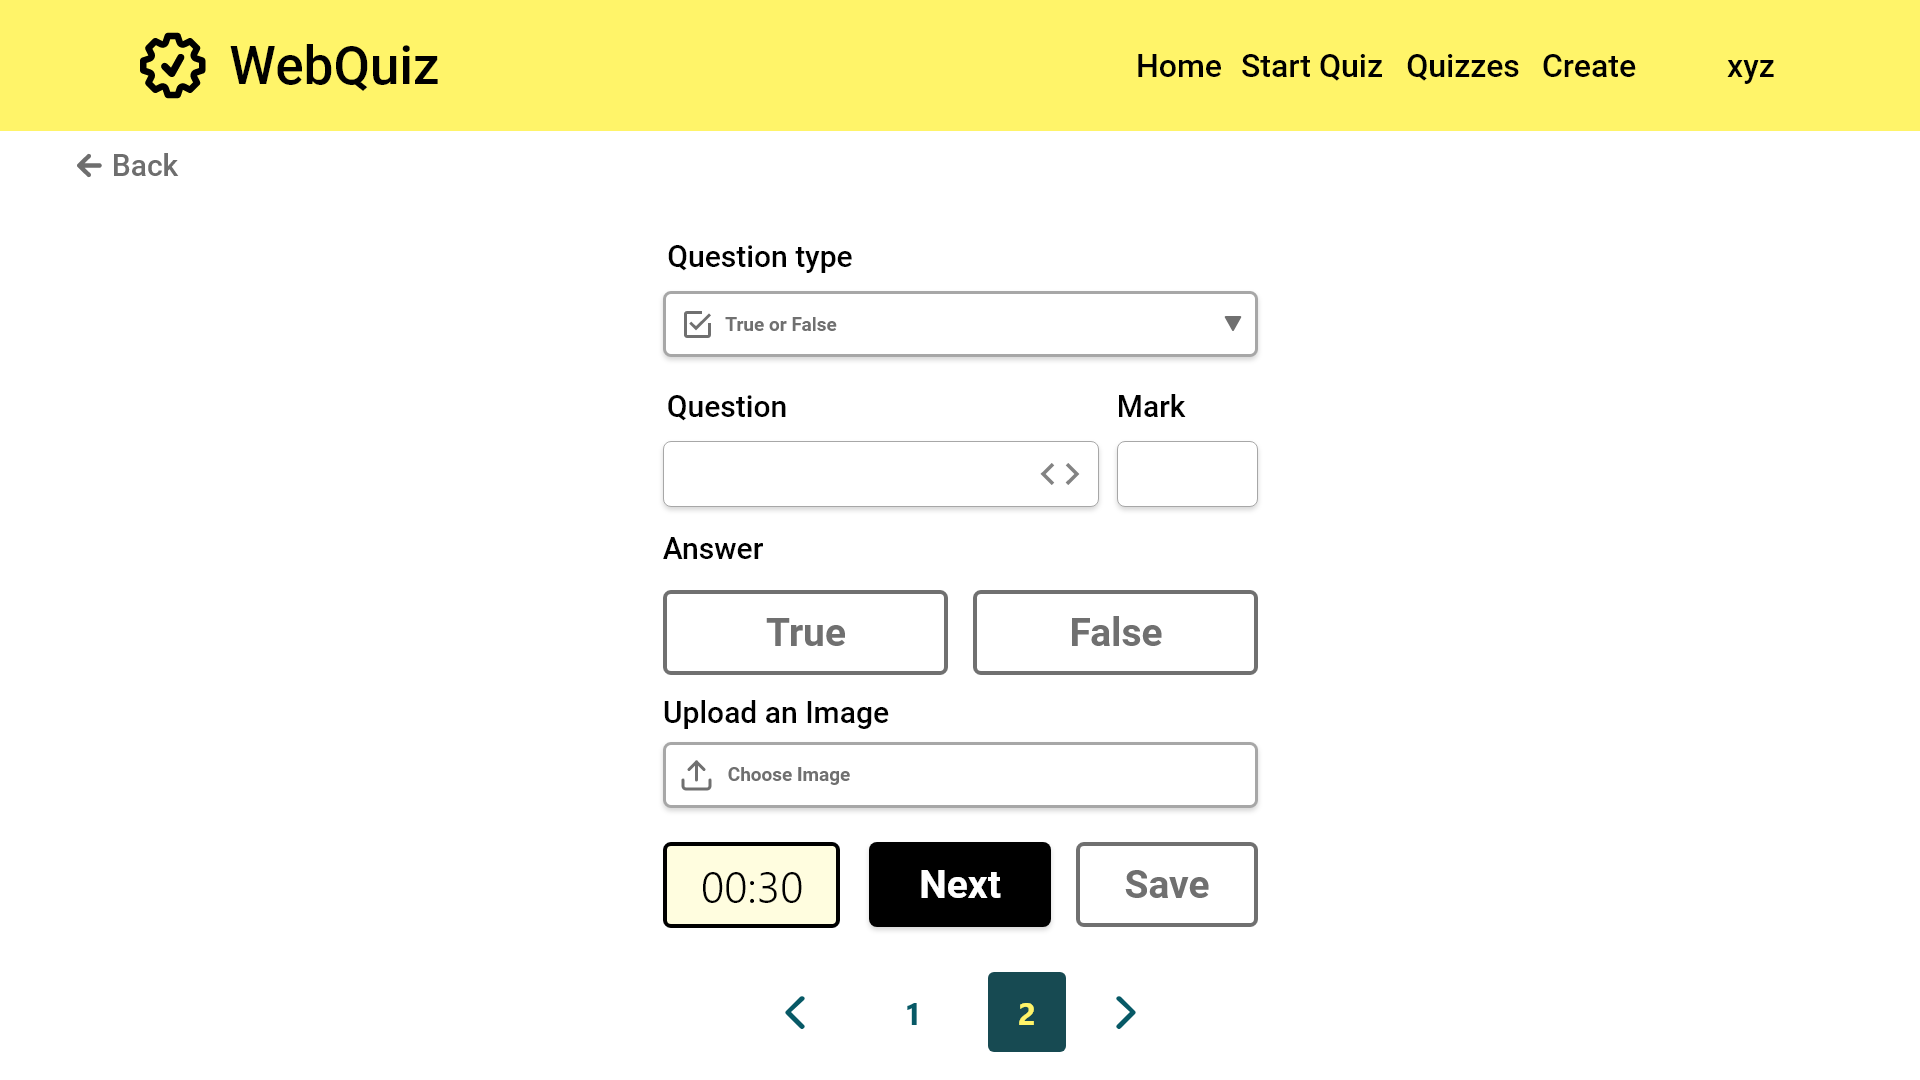 WebQuiz
Home Start Quiz Quizzes Create xyz
Back
Question type
True or False
Question Mark
Answer
True False
Upload an Image
Choose Image
00:30 Next Save
1 2